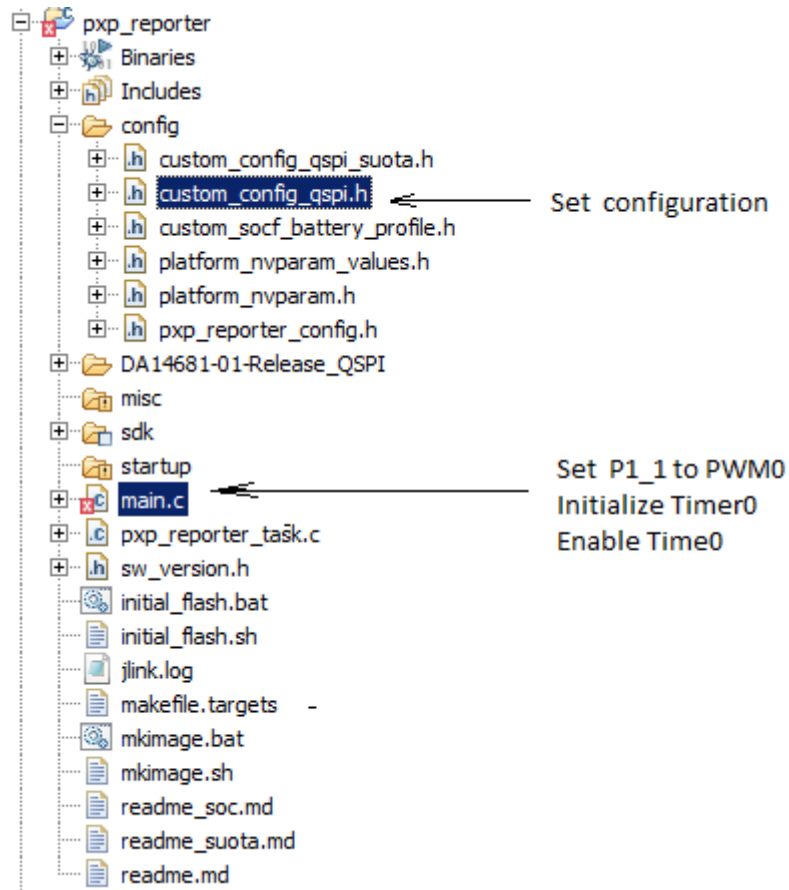 pxp_reporter
Binaries
Includes
config
custom_config_qspi_suota.h
custom_config_qspi.h
Set configuration
custom_socf_battery_profile.h
platform_nvparam_values.h
platform_nvparam.h
pxp_reporter_config.h
DA14681-01-Release_QSPI
misc
sdk
startup
Set P1_1 to PWM0
main.c
Initialize Timer0
pxp_reporter_task.c
Enable Time0
sw_version.h
initial_flash.bat
initial_flash.sh
jlink.log
makefile.targets -
mkimage.bat
mkimage.sh
readme_soc.md
readme_suota.md
readme.md